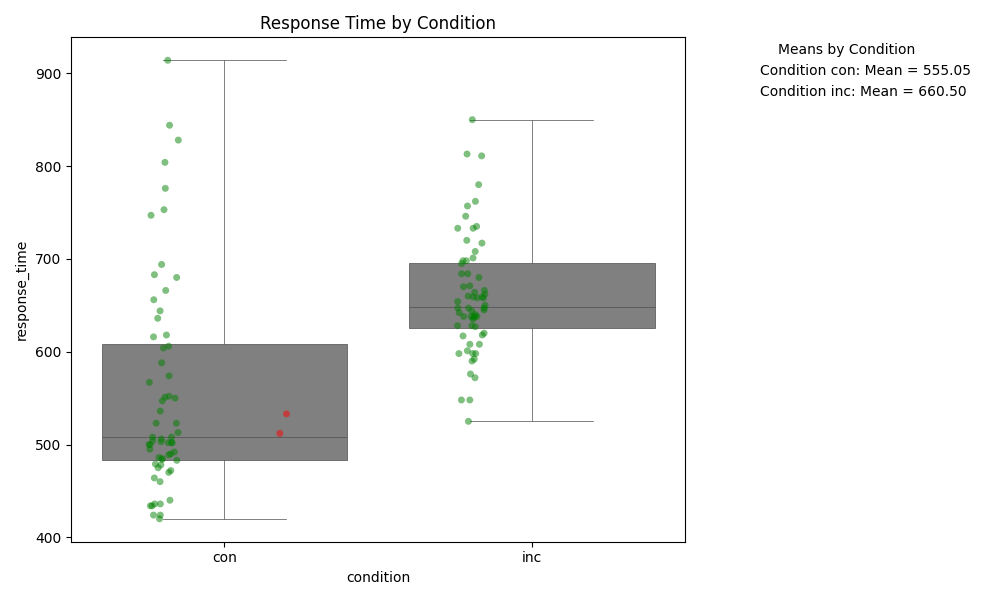 Response Time by Condition
Means by Condition
Condition con: Mean = 555.05
Condition inc: Mean = 660.50
response_time
900
800
700
600
500
400
con
inc
condition